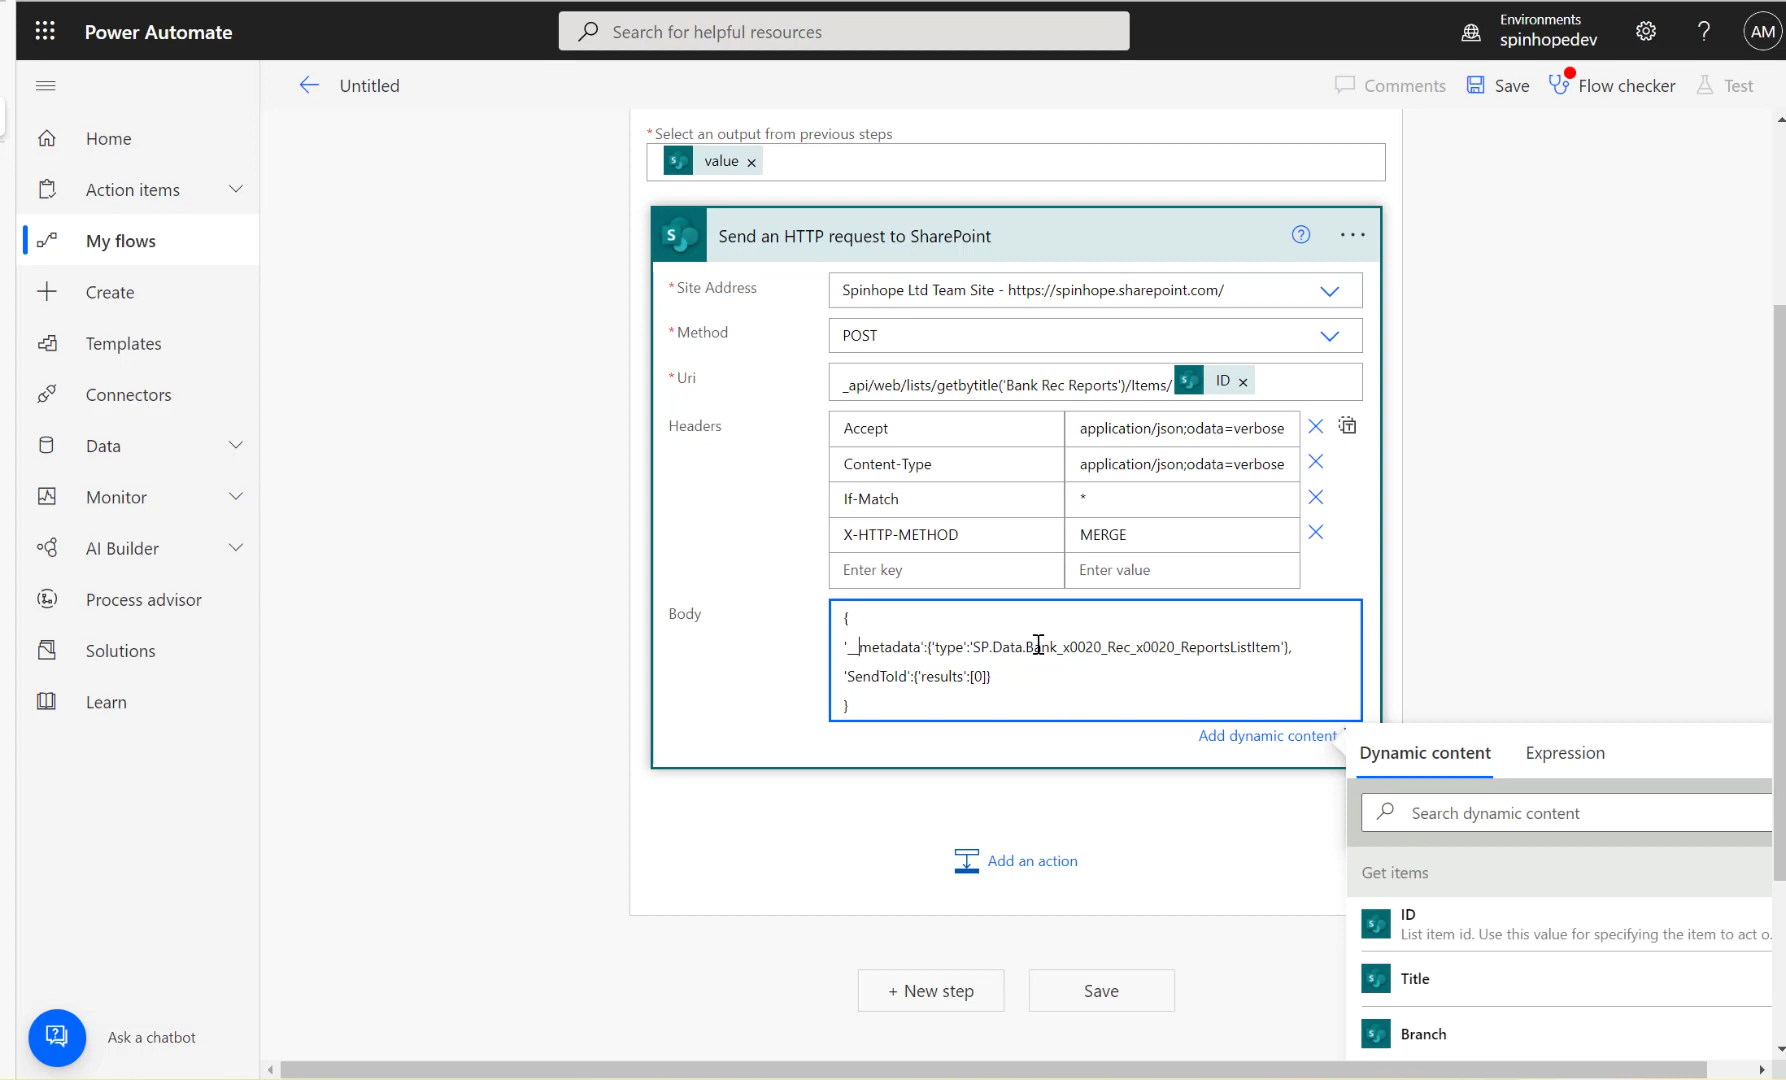 Power Automate
Search for helpful resources
Environments
spinhopedev
?
AM
Untitled
Comments
Save
Flow checker
Test
Home
Action items
My flows
Create
Templates
Connectors
Data
Monitor
AI Builder
Process advisor
Solutions
Learn
Ask a chatbot
* Select an output from previous steps
S value ×
S Send an HTTP request to SharePoint ? ...
* Site Address
Spinhope Ltd Team Site - https://spinhope.sharepoint.com/
* Method
POST
* Uri
_api/web/lists/getbytitle('Bank Rec Reports')/Items/ S ID ×
Headers
Accept application/json;odata=verbose
Content-Type application/json;odata=verbose
If-Match *
X-HTTP-METHOD MERGE
Enter key Enter value
Body
{
'__metadata':{'type':'SP.Data.Bank_x0020_Rec_x0020_ReportsListItem'},
'SendToId':{'results':[0]}
}
Add dynamic content
Add an action
+ New step
Save
Dynamic content
Expression
Search dynamic content
Get items
S ID
List item id. Use this value for specifying the item to act o.
S Title
S Branch